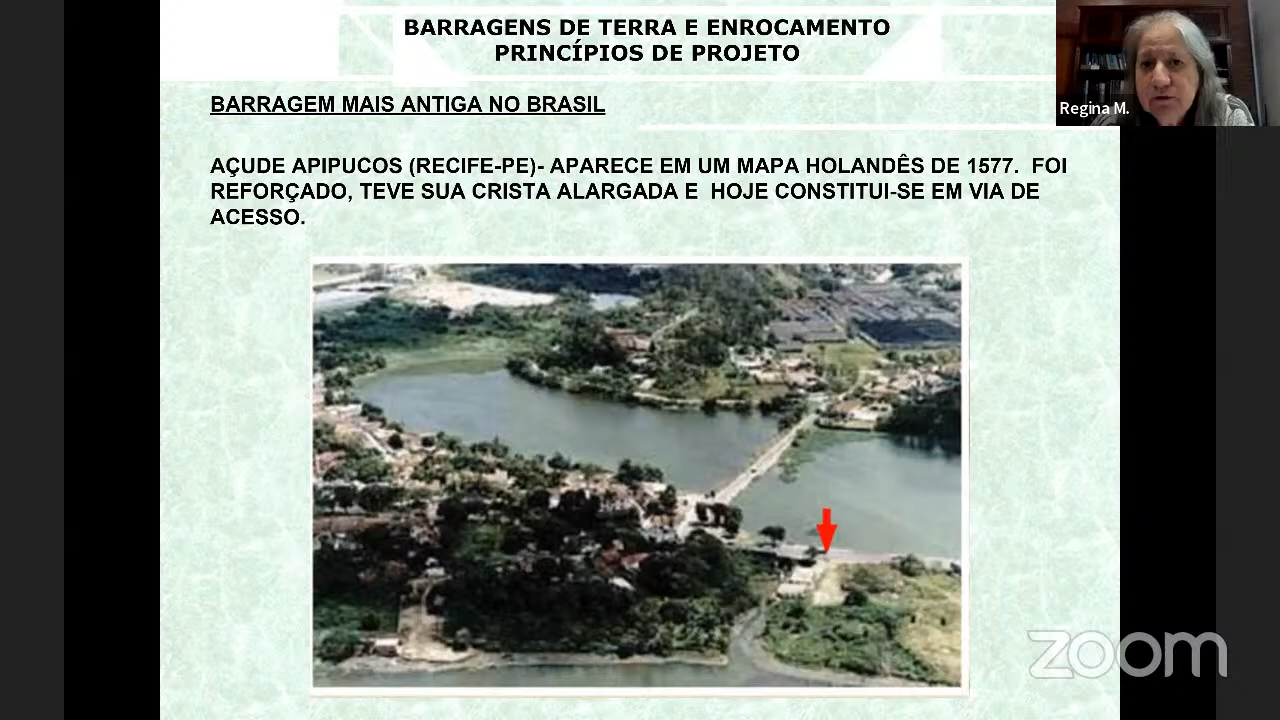 BARRAGENS DE TERRA E ENROCAMENTO
PRINCÍPIOS DE PROJETO
Regina M.
BARRAGEM MAIS ANTIGA NO BRASIL
AÇUDE APIPUCOS (RECIFE-PE)- APARECE EM UM MAPA HOLANDÊS DE 1577. FOI
REFORÇADO, TEVE SUA CRISTA ALARGADA E HOJE CONSTITUI-SE EM VIA DE
ACESSO.
zoom